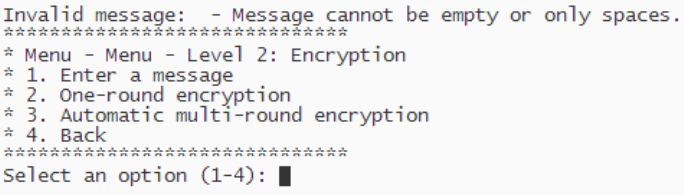 Invalid message:  - Message cannot be empty or only spaces.
******************************
* Menu - Menu - Level 2: Encryption
* 1. Enter a message
* 2. One-round encryption
* 3. Automatic multi-round encryption
* 4. Back
******************************
Select an option (1-4):